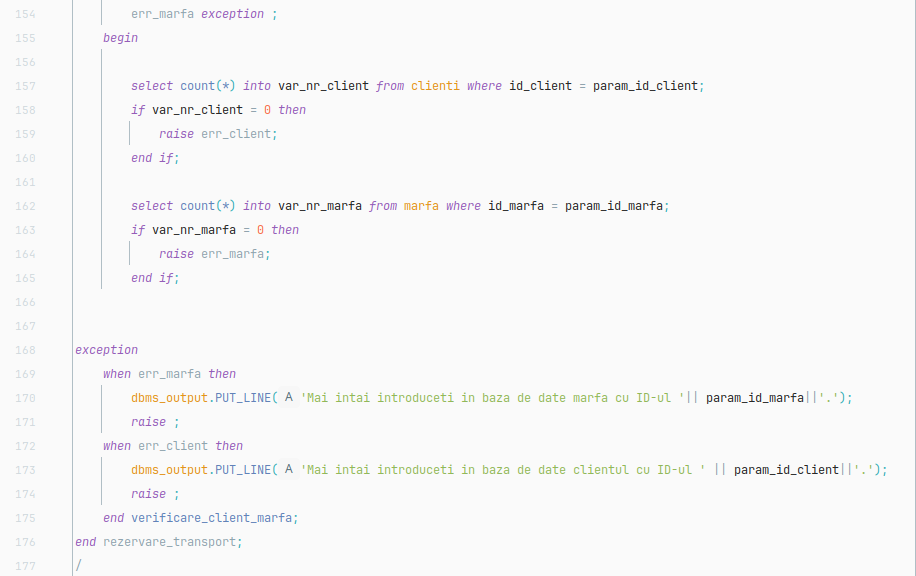 154 err_marfa exception ;
155 begin
156
157 select count(*) into var_nr_client from clienti where id_client = param_id_client;
158 if var_nr_client = 0 then
159 raise err_client;
160 end if;
161
162 select count(*) into var_nr_marfa from marfa where id_marfa = param_id_marfa;
163 if var_nr_marfa = 0 then
164 raise err_marfa;
165 end if;
166
167
168 exception
169 when err_marfa then
170 dbms_output.PUT_LINE( A 'Mai intai introduceti in baza de date marfa cu ID-ul '|| param_id_marfa||'.');
171 raise ;
172 when err_client then
173 dbms_output.PUT_LINE( A 'Mai intai introduceti in baza de date clientul cu ID-ul ' || param_id_client||'.');
174 raise ;
175 end verificare_client_marfa;
176 end rezervare_transport;
177 /